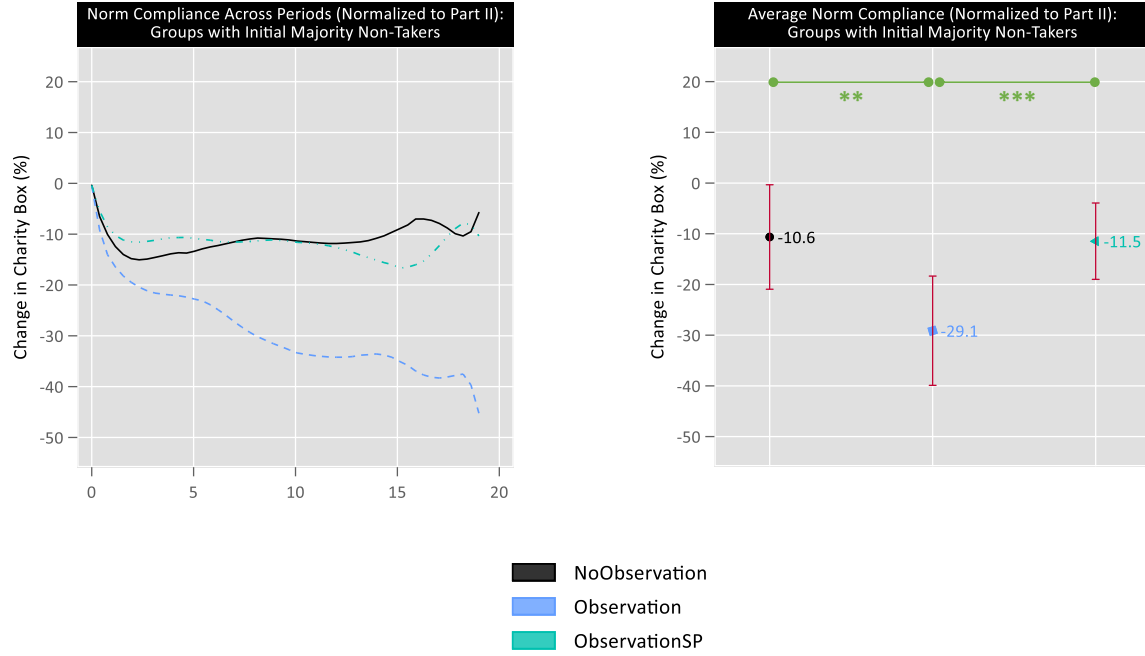 Norm Compliance Across Periods (Normalized to Part II):
Groups with Initial Majority Non-Takers
Change in Charity Box (%)
20
10
0
-10
-20
-30
-40
-50
0
5
10
15
20
Average Norm Compliance (Normalized to Part II):
Groups with Initial Majority Non-Takers
Change in Charity Box (%)
20
10
0
-10
-20
-30
-40
-50
**
***
-10.6
-29.1
-11.5
NoObservation
Observation
ObservationSP